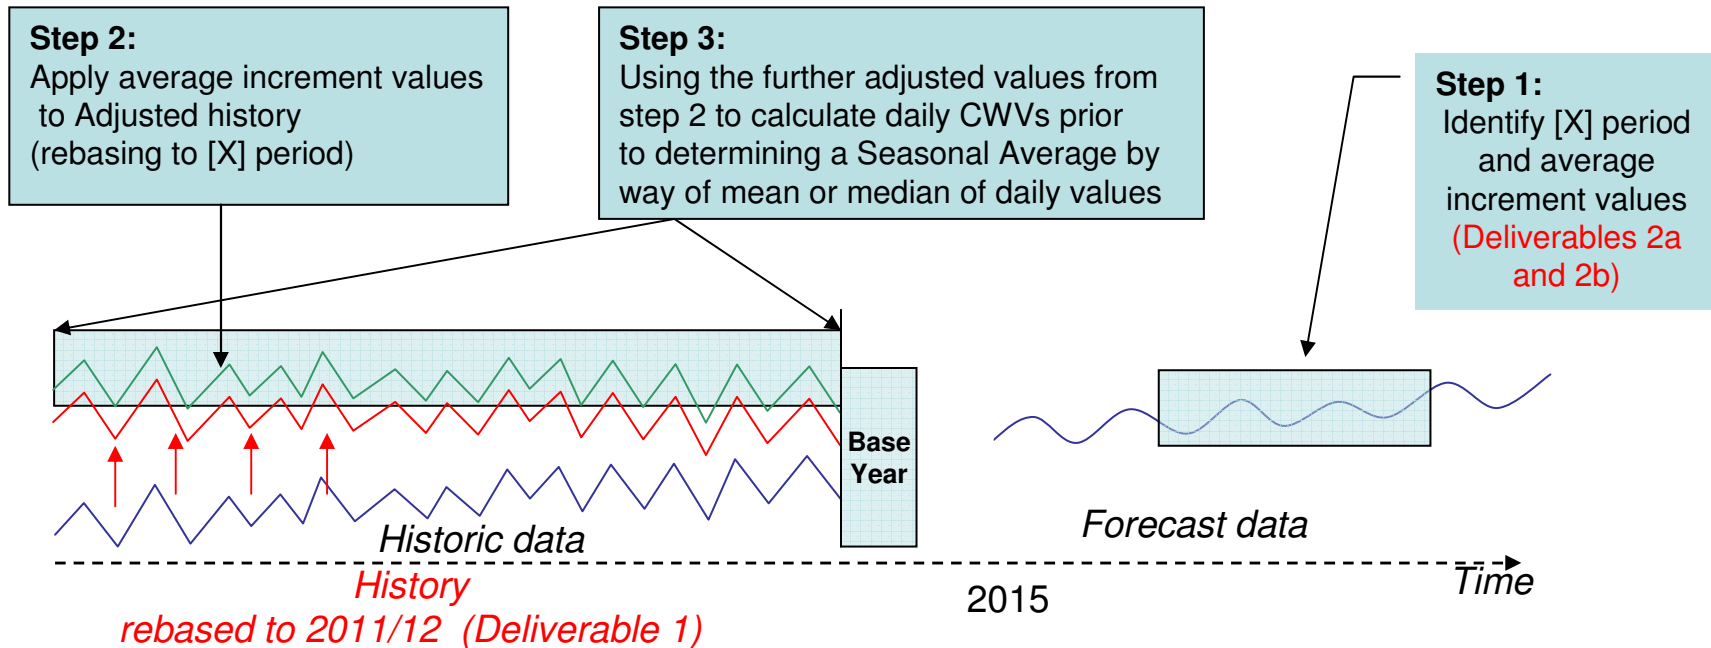 Step 2:
Apply average increment values
to Adjusted history
(rebasing to [X] period)
Step 3:
Using the further adjusted values from
step 2 to calculate daily CWVs prior
to determining a Seasonal Average by
way of mean or median of daily values
Step 1:
Identify [X] period
and average
increment values
(Deliverables 2a
and 2b)
Base
Year
Historic data
Forecast data
Time
History
rebased to 2011/12 (Deliverable 1)
2015